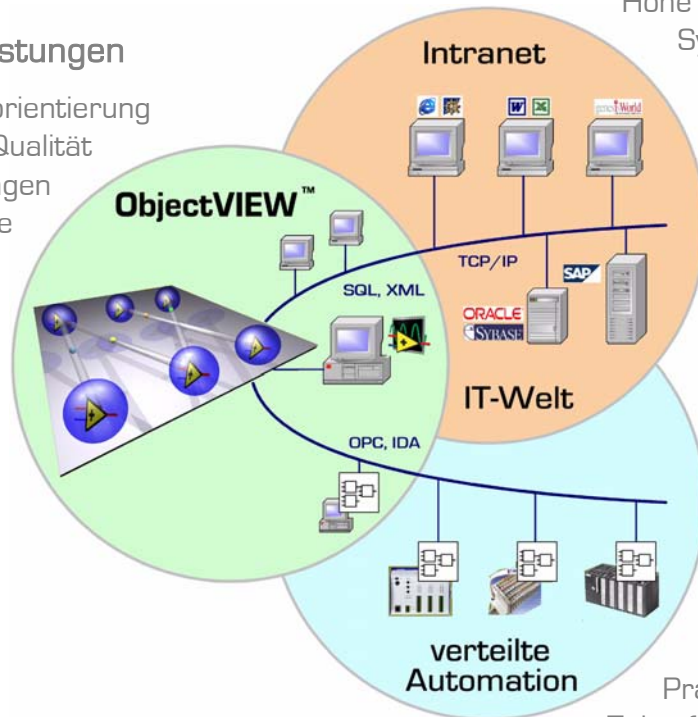 Intranet
stungen
orientierung
Qualität
gen
e
ObjectVIEW™
SQL, XML
TCP/IP
SAP
ORACLE
SYBASE
IT-Welt
OPC, IDA
verteilte
Automation